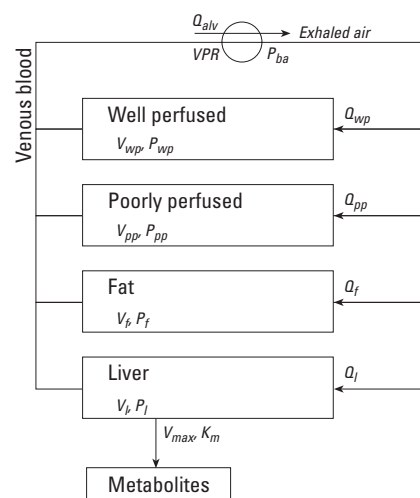 Q_alv
Exhaled air
VPR
P_ba
Venous blood
Well perfused
V_wp, P_wp
Q_wp
Poorly perfused
V_pp, P_pp
Q_pp
Fat
V_f, P_f
Q_f
Liver
V_l, P_l
Q_l
V_max, K_m
Metabolites